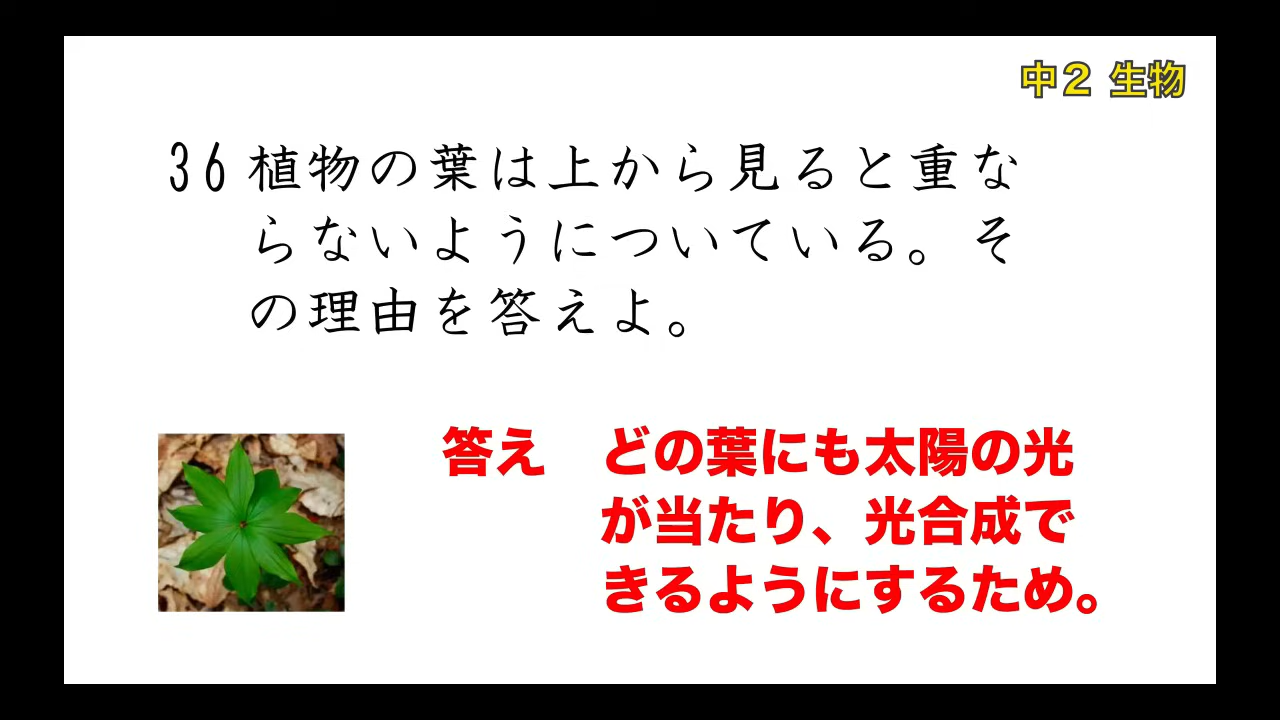 中2 生物
36 植物の葉は上から見ると重な
らないようについている。そ
の理由を答えよ。
答え どの葉にも太陽の光
が当たり、光合成で
きるようにするため。